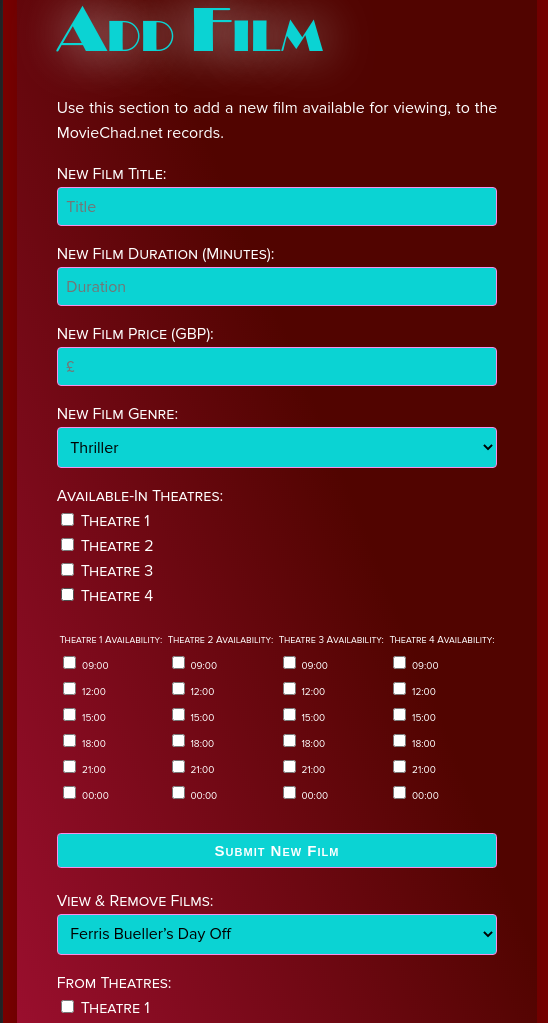 Add Film
Use this section to add a new film available for viewing, to the
MovieChad.net records.
New Film Title:
Title
New Film Duration (Minutes):
Duration
New Film Price (GBP):
£
New Film Genre:
Thriller
Available-In Theatres:
Theatre 1
Theatre 2
Theatre 3
Theatre 4
Theatre 1 Availability: Theatre 2 Availability: Theatre 3 Availability: Theatre 4 Availability:
09:00 09:00 09:00 09:00
12:00 12:00 12:00 12:00
15:00 15:00 15:00 15:00
18:00 18:00 18:00 18:00
21:00 21:00 21:00 21:00
00:00 00:00 00:00 00:00
Submit New Film
View & Remove Films:
Ferris Bueller's Day Off
From Theatres:
Theatre 1